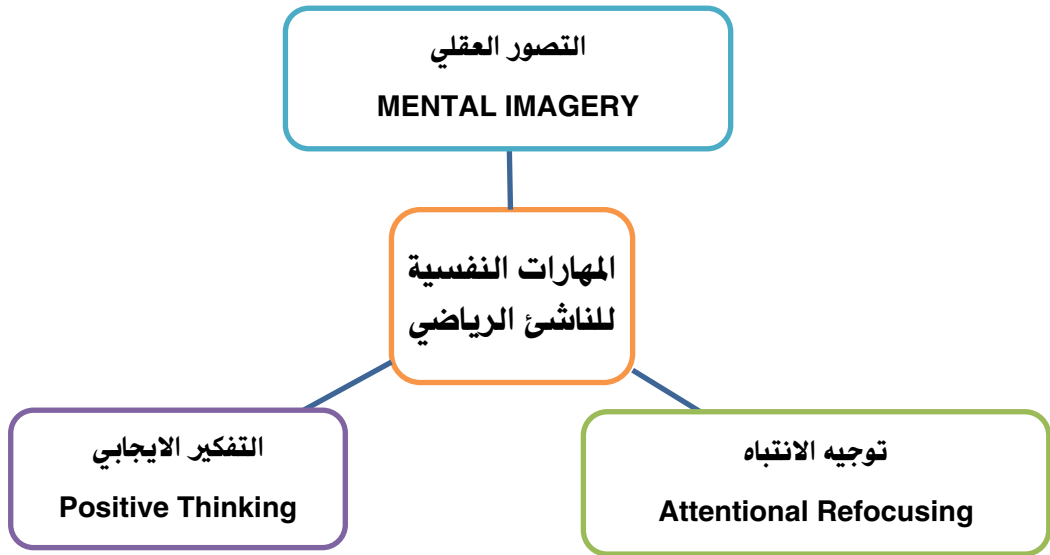 التصور العقلي
MENTAL IMAGERY
المهارات النفسية
للناشئ الرياضي
التفكير الايجابي
Positive Thinking
توجيه الانتباه
Attentional Refocusing